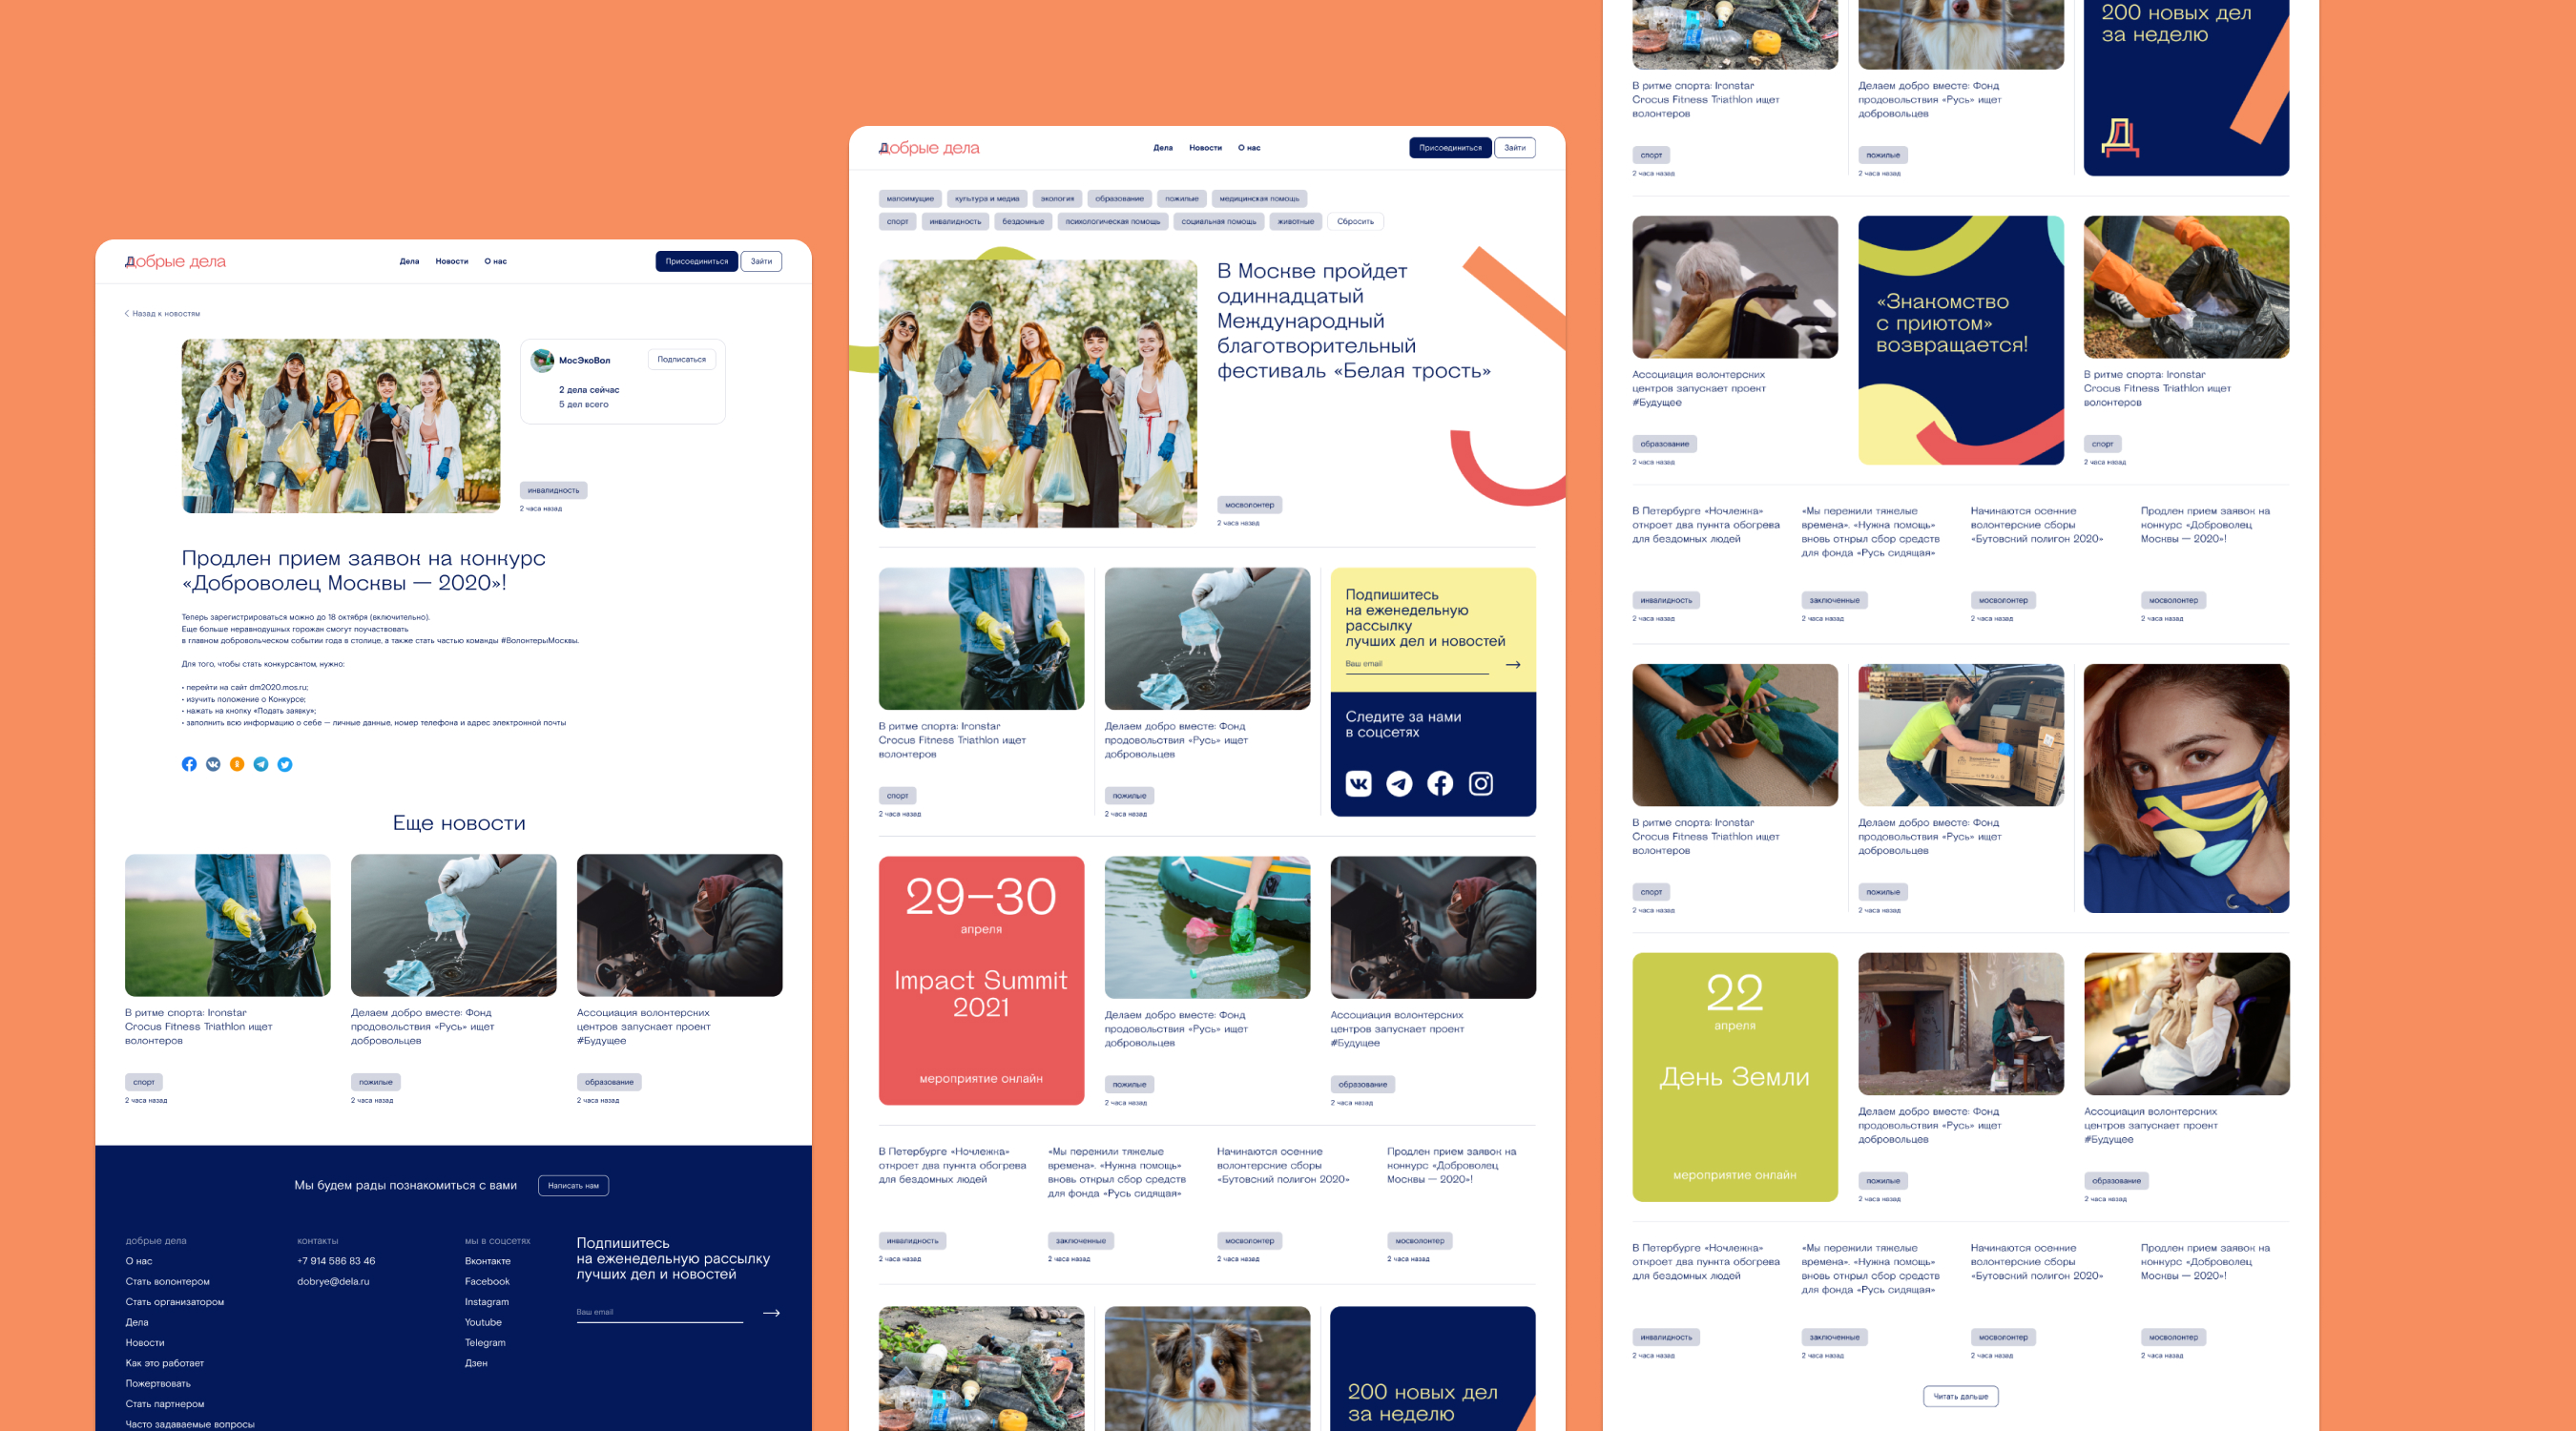 Добрые дела
Дела
Новости
О нас
Присоединиться
Зайти
Назад к новостям
МосЭкоВол
Подписаться
2 дела сейчас
5 дел всего
инвалидность
2 часа назад
Продлен прием заявок на конкурс
«Доброволец Москвы — 2020»!
Теперь зарегистрироваться можно до 18 октября (включительно).
Еще больше неравнодушных горожан смогут поучаствовать
в главном добровольческом событии года в столице, а также стать частью команды #ВолонтерыМосквы.
Для того, чтобы стать конкурсантом, нужно:
• перейти на сайт dm2020.mos.ru;
• изучить положение о Конкурсе;
• нажать на кнопку «Подать заявку»;
• заполнить всю информацию о себе — личные данные, номер телефона и адрес электронной почты
Еще новости
В ритме спорта: Ironstar
Crocus Fitness Triathlon ищет
волонтеров
спорт
2 часа назад
Делаем добро вместе: Фонд
продовольствия «Русь» ищет
добровольцев
пожилые
2 часа назад
Ассоциация волонтерских
центров запускает проект
#Будущее
образование
2 часа назад
Мы будем рады познакомиться с вами
Написать нам
добрые дела
О нас
Стать волонтером
Стать организатором
Дела
Новости
Как это работает
Пожертвовать
Стать партнером
Часто задаваемые вопросы
контакты
+7 914 586 83 46
dobrye@dela.ru
мы в соцсетях
Вконтакте
Facebook
Instagram
Youtube
Telegram
Дзен
Подпишитесь
на еженедельную рассылку
лучших дел и новостей
Ваш email
Добрые дела
Дела
Новости
О нас
Присоединиться
Зайти
малоимущие
культура и медиа
экология
образование
пожилые
медицинская помощь
спорт
инвалидность
бездомные
психологическая помощь
социальная помощь
животные
Сбросить
В Москве пройдет
одиннадцатый
Международный
благотворительный
фестиваль «Белая трость»
мосволонтер
2 часа назад
В ритме спорта: Ironstar
Crocus Fitness Triathlon ищет
волонтеров
спорт
2 часа назад
Делаем добро вместе: Фонд
продовольствия «Русь» ищет
добровольцев
пожилые
2 часа назад
Подпишитесь
на еженедельную
рассылку
лучших дел и новостей
Ваш email
Следите за нами
в соцсетях
29–30
апреля
Impact Summit
2021
мероприятие онлайн
Делаем добро вместе: Фонд
продовольствия «Русь» ищет
добровольцев
пожилые
2 часа назад
Ассоциация волонтерских
центров запускает проект
#Будущее
образование
2 часа назад
В Петербурге «Ночлежка»
откроет два пункта обогрева
для бездомных людей
инвалидность
2 часа назад
«Мы пережили тяжелые
времена». «Нужна помощь»
вновь открыл сбор средств
для фонда «Русь сидящая»
заключенные
2 часа назад
Начинаются осенние
волонтерские сборы
«Бутовский полигон 2020»
мосволонтер
2 часа назад
Продлен прием заявок на
конкурс «Доброволец
Москвы — 2020»!
мосволонтер
2 часа назад
200 новых дел
за неделю
В ритме спорта: Ironstar
Crocus Fitness Triathlon ищет
волонтеров
спорт
2 часа назад
Делаем добро вместе: Фонд
продовольствия «Русь» ищет
добровольцев
пожилые
2 часа назад
200 новых дел
за неделю
Д
Ассоциация волонтерских
центров запускает проект
#Будущее
образование
2 часа назад
«Знакомство
с приютом»
возвращается!
В ритме спорта: Ironstar
Crocus Fitness Triathlon ищет
волонтеров
спорт
2 часа назад
В Петербурге «Ночлежка»
откроет два пункта обогрева
для бездомных людей
инвалидность
2 часа назад
«Мы пережили тяжелые
времена». «Нужна помощь»
вновь открыл сбор средств
для фонда «Русь сидящая»
заключенные
2 часа назад
Начинаются осенние
волонтерские сборы
«Бутовский полигон 2020»
мосволонтер
2 часа назад
Продлен прием заявок на
конкурс «Доброволец
Москвы — 2020»!
мосволонтер
2 часа назад
В ритме спорта: Ironstar
Crocus Fitness Triathlon ищет
волонтеров
спорт
2 часа назад
Делаем добро вместе: Фонд
продовольствия «Русь» ищет
добровольцев
пожилые
2 часа назад
22
апреля
День Земли
мероприятие онлайн
Делаем добро вместе: Фонд
продовольствия «Русь» ищет
добровольцев
пожилые
2 часа назад
Ассоциация волонтерских
центров запускает проект
#Будущее
образование
2 часа назад
В Петербурге «Ночлежка»
откроет два пункта обогрева
для бездомных людей
инвалидность
2 часа назад
«Мы пережили тяжелые
времена». «Нужна помощь»
вновь открыл сбор средств
для фонда «Русь сидящая»
заключенные
2 часа назад
Начинаются осенние
волонтерские сборы
«Бутовский полигон 2020»
мосволонтер
2 часа назад
Продлен прием заявок на
конкурс «Доброволец
Москвы — 2020»!
мосволонтер
2 часа назад
Читать дальше